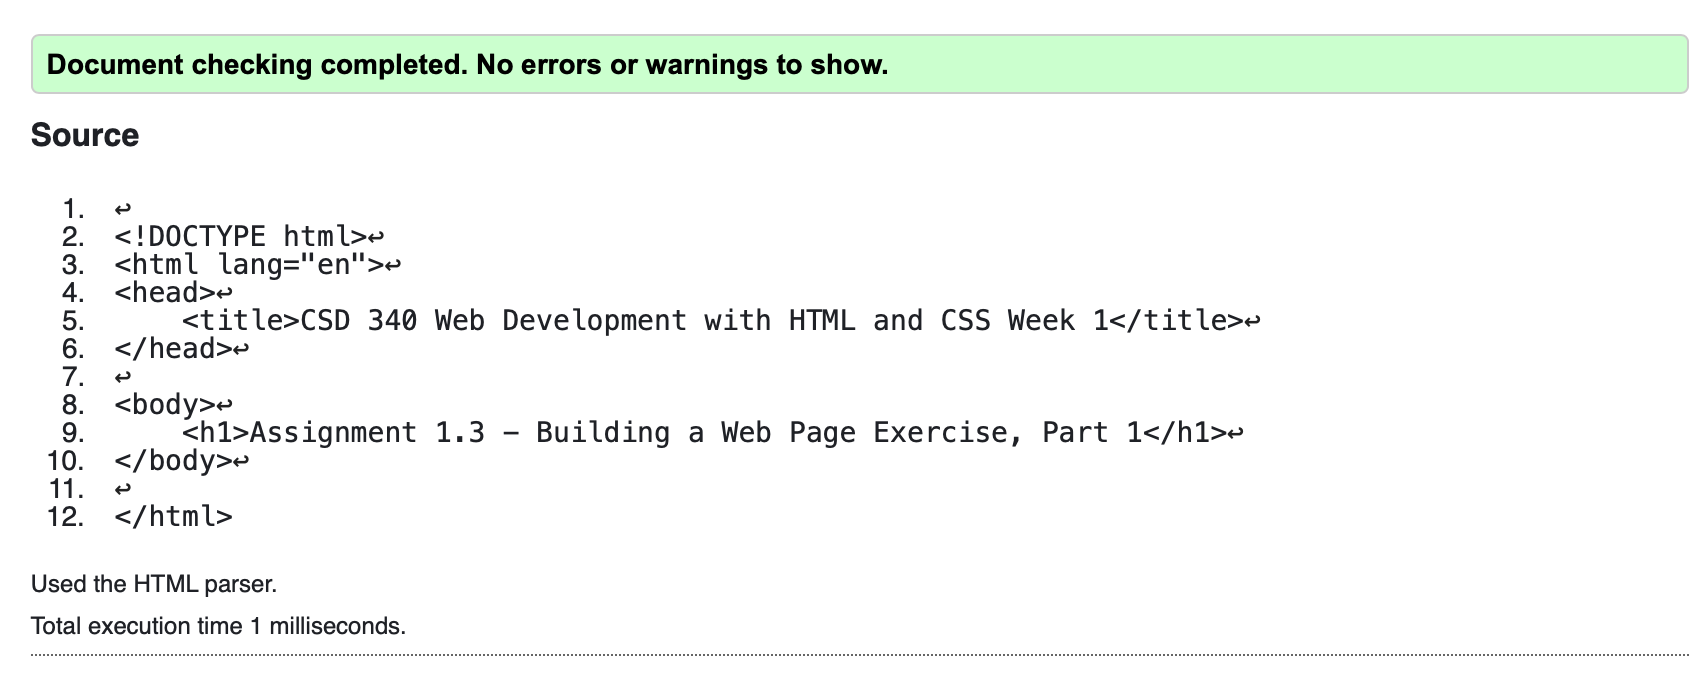 Document checking completed. No errors or warnings to show.
Source
1. ↩
2. <!DOCTYPE html>↩
3. <html lang="en">↩
4. <head>↩
5.     <title>CSD 340 Web Development with HTML and CSS Week 1</title>↩
6. </head>↩
7. ↩
8. <body>↩
9.     <h1>Assignment 1.3 – Building a Web Page Exercise, Part 1</h1>↩
10. </body>↩
11. ↩
12. </html>
Used the HTML parser.
Total execution time 1 milliseconds.